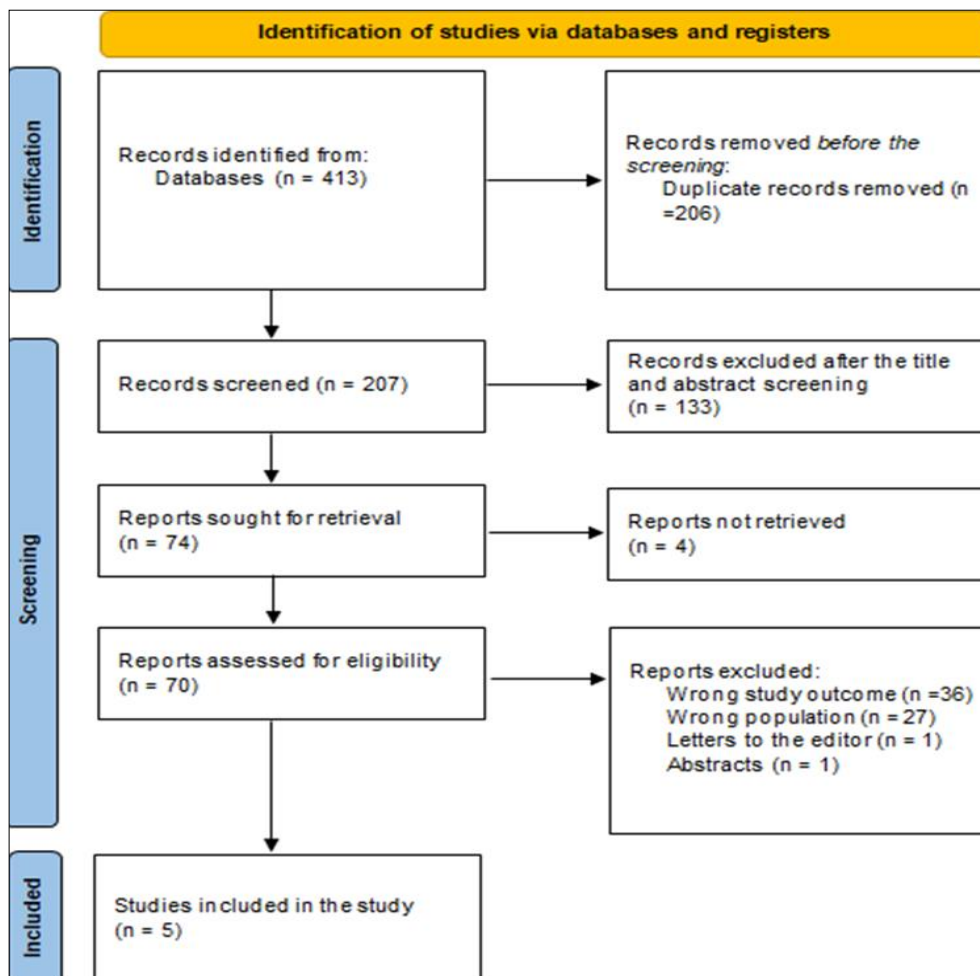 Identification of studies via databases and registers
Identification
Records identified from:
Databases (n = 413)
Records removed before the
screening:
Duplicate records removed (n
=206)
Screening
Records screened (n = 207)
Records excluded after the title
and abstract screening
(n = 133)
Reports sought for retrieval
(n = 74)
Reports not retrieved
(n = 4)
Reports assessed for eligibility
(n = 70)
Reports excluded:
Wrong study outcome (n =36)
Wrong population (n = 27)
Letters to the editor (n = 1)
Abstracts (n = 1)
Included
Studies included in the study
(n = 5)